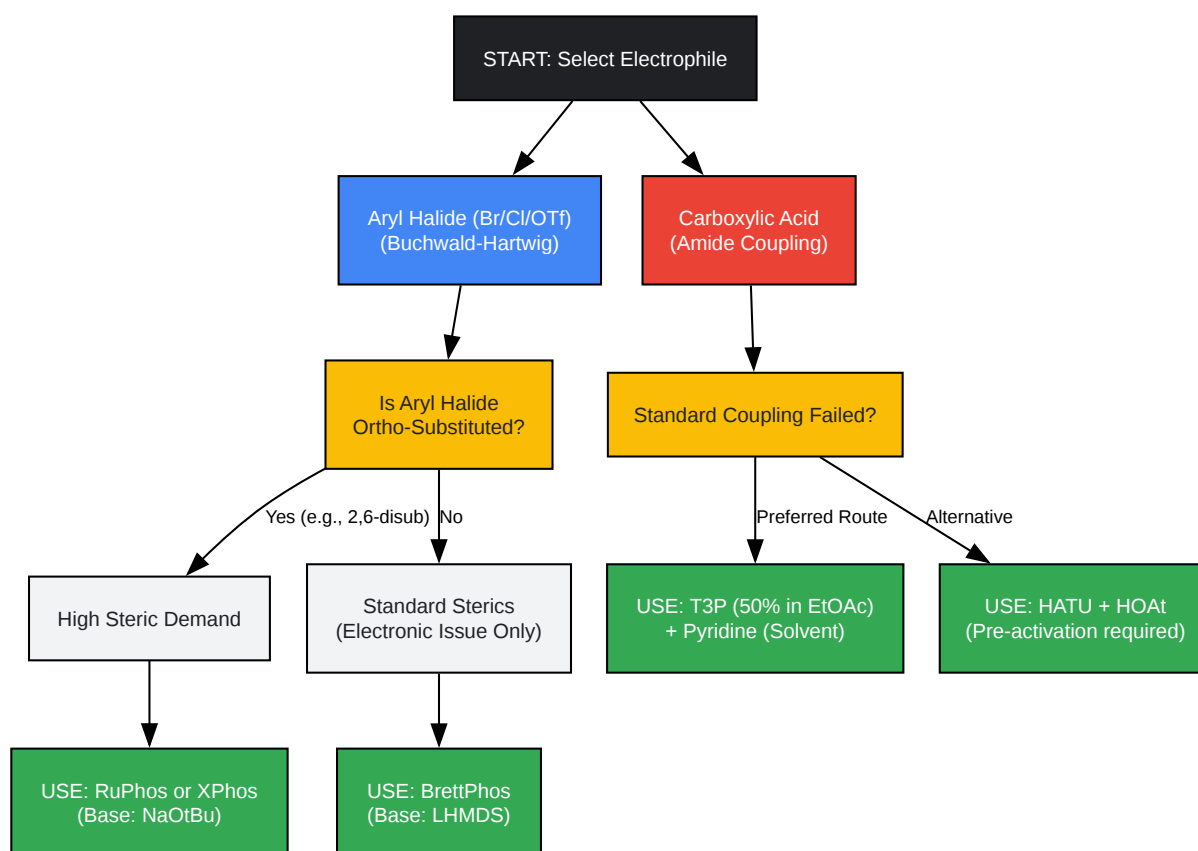 START: Select Electrophile
Aryl Halide (Br/Cl/OTf)
(Buchwald-Hartwig)
Carboxylic Acid
(Amide Coupling)
Is Aryl Halide
Ortho-Substituted?
Standard Coupling Failed?
Yes (e.g., 2,6-disub)
No
Preferred Route
Alternative
High Steric Demand
Standard Sterics
(Electronic Issue Only)
USE: T3P (50% in EtOAc)
+ Pyridine (Solvent)
USE: HATU + HOAt
(Pre-activation required)
USE: RuPhos or XPhos
(Base: NaOtBu)
USE: BrettPhos
(Base: LHMDS)